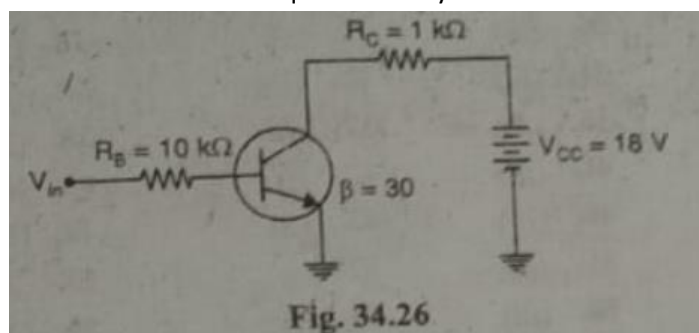 R_C = 1 kΩ
R_B = 10 kΩ
V_CC = 18 V
V_in
β = 30
Fig. 34.26